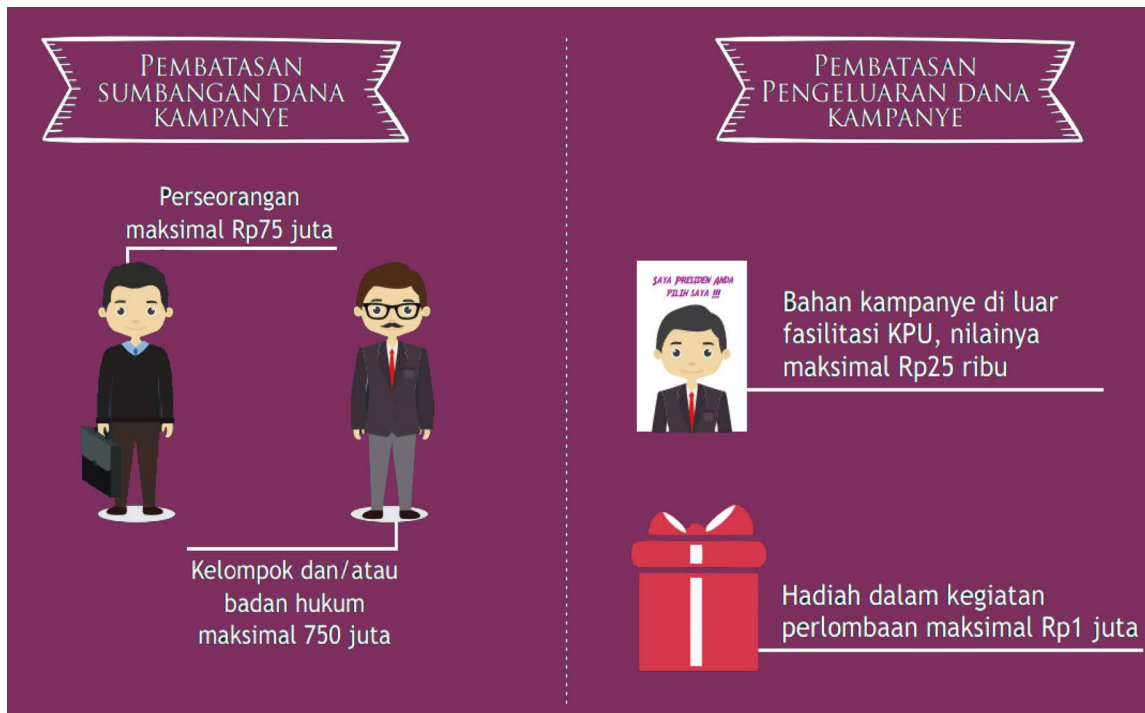 PEMBATASAN
SUMBANGAN DANA
KAMPANYE
Perseorangan
maksimal Rp75 juta
Kelompok dan/atau
badan hukum
maksimal 750 juta
PEMBATASAN
PENGELUARAN DANA
KAMPANYE
SAYA PRESIDEN ANDA
PILIH SAYA !!!
Bahan kampanye di luar
fasilitasi KPU, nilainya
maksimal Rp25 ribu
Hadiah dalam kegiatan
perlombaan maksimal Rp1 juta